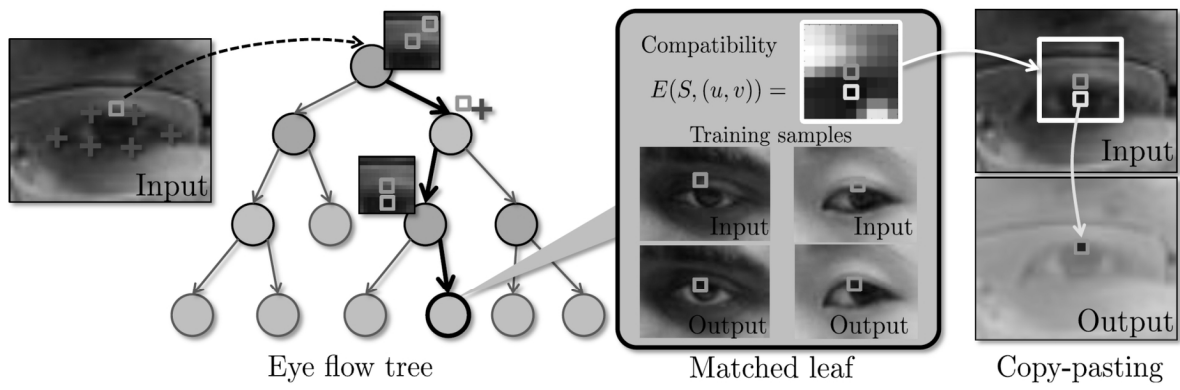 Input
Eye flow tree
Compatibility
E(S, (u, v)) =
Training samples
Input
Input
Output
Output
Matched leaf
Input
Output
Copy-pasting